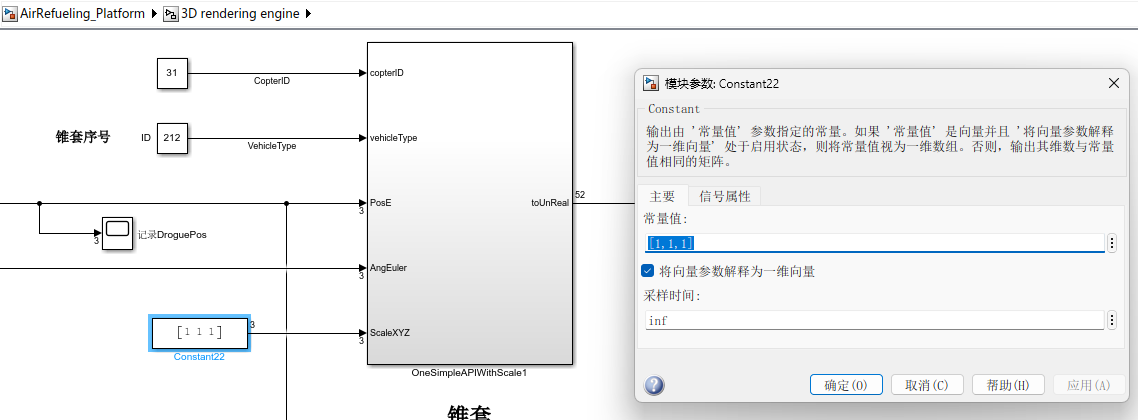 AirRefueling_Platform
3D rendering engine
31
CopterID
copterID
锥套序号
ID
212
VehicleType
vehicleType
PosE
3
toUnReal
52
3
记录DroguePos
AngEuler
3
[1 1 1]
3
Constant22
ScaleXYZ
3
OneSimpleAPIWithScale1
锥套
模块参数: Constant22
Constant
输出由 '常量值' 参数指定的常量。如果 '常量值' 是向量并且 '将向量参数解释
为一维向量' 处于启用状态，则将常量值视为一维数组。否则，输出其维数与常量
值相同的矩阵。
主要
信号属性
常量值:
[1,1,1]
将向量参数解释为一维向量
采样时间:
inf
?
确定(O)
取消(C)
帮助(H)
应用(A)